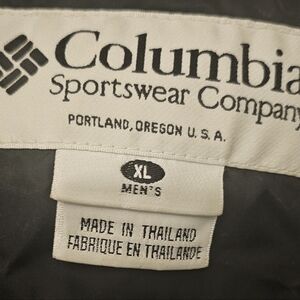 Columbia
Sportswear Company
PORTLAND, OREGON U.S.A.
XL
MEN'S
MADE IN THAILAND
FABRIQUE EN THAILANDE